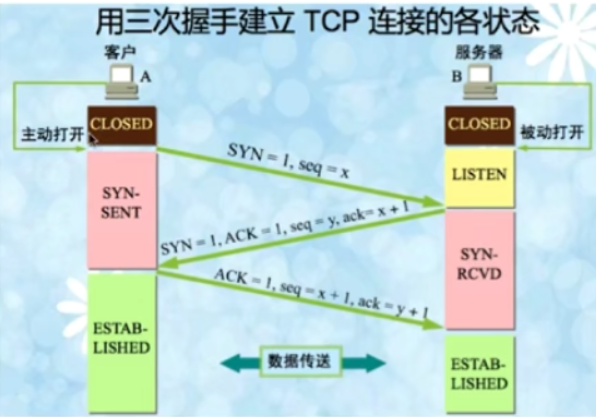 用三次握手建立 TCP 连接的各状态
客户
服务器
A
B
CLOSED
CLOSED
主动打开
被动打开
SYN = 1, seq = x
LISTEN
SYN-
SENT
SYN = 1, ACK = 1, seq = y, ack= x + 1
SYN-
RCVD
ACK = 1, seq = x + 1, ack = y + 1
ESTAB-
LISHED
数据传送
ESTAB-
LISHED